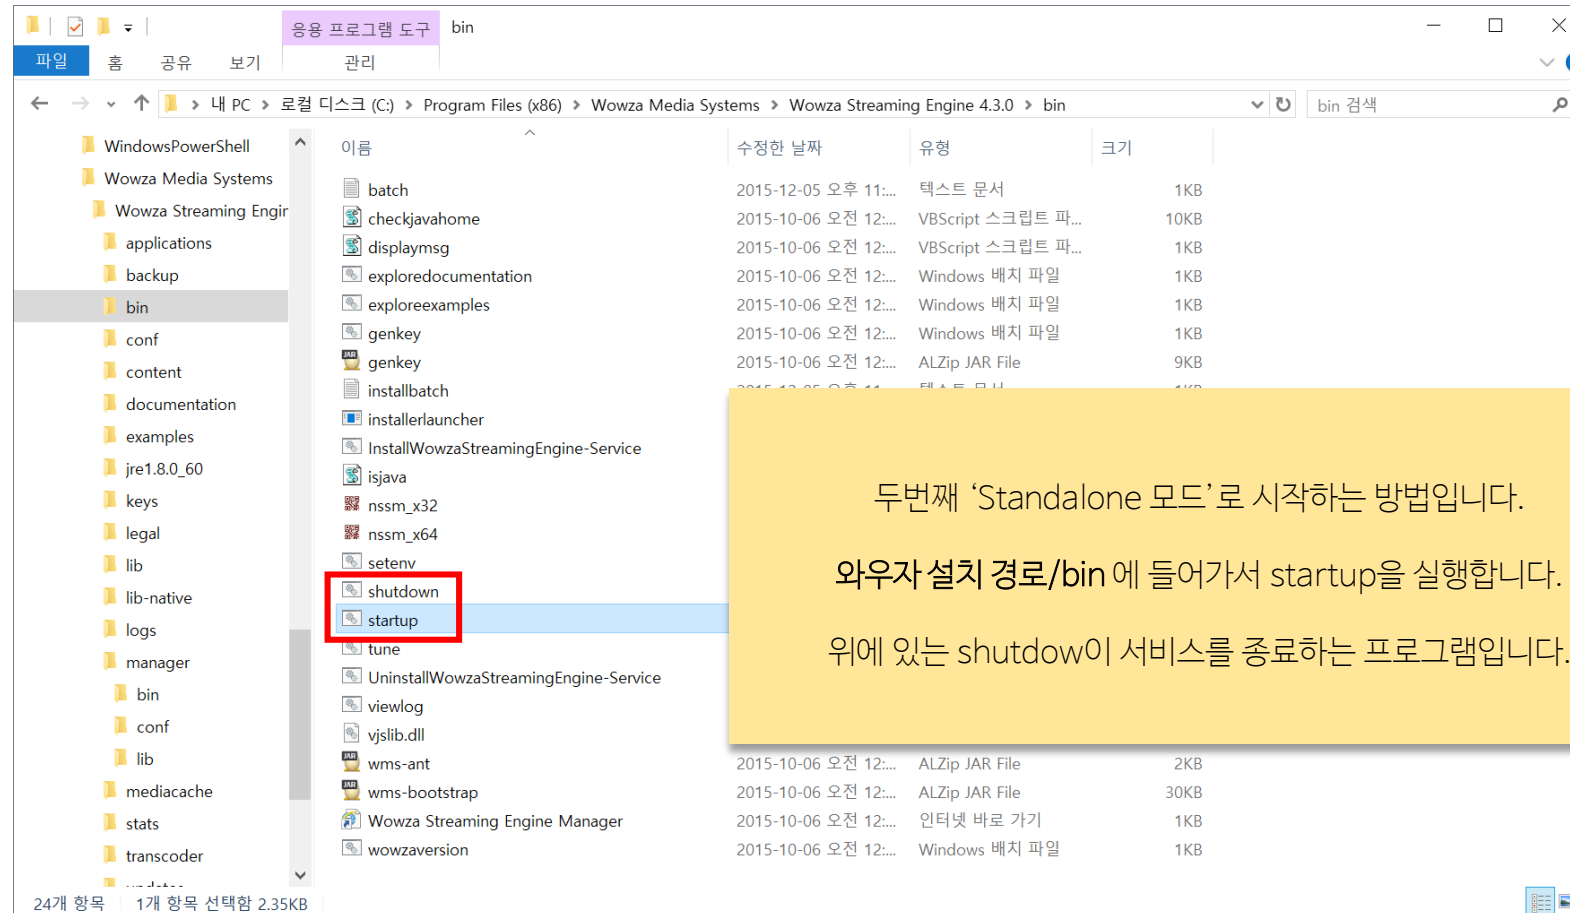 응용 프로그램 도구 bin
파일 홈 공유 보기 관리
내 PC 로컬 디스크 (C:) Program Files (x86) Wowza Media Systems Wowza Streaming Engine 4.3.0 bin bin 검색
이름 수정한 날짜 유형 크기
WindowsPowerShell
Wowza Media Systems
Wowza Streaming Engir
applications
backup
bin
conf
content
documentation
examples
jre1.8.0_60
keys
legal
lib
lib-native
logs
manager
bin
conf
lib
mediacache
stats
transcoder
batch 2015-12-05 오후 11:... 텍스트 문서 1KB
checkjavahome 2015-10-06 오전 12:... VBScript 스크립트 파... 10KB
displaymsg 2015-10-06 오전 12:... VBScript 스크립트 파... 1KB
exploredocumentation 2015-10-06 오전 12:... Windows 배치 파일 1KB
exploreexamples 2015-10-06 오전 12:... Windows 배치 파일 1KB
genkey 2015-10-06 오전 12:... Windows 배치 파일 1KB
genkey 2015-10-06 오전 12:... ALZip JAR File 9KB
installbatch
installerlauncher
InstallWowzaStreamingEngine-Service
isjava
nssm_x32
nssm_x64
setenv
shutdown
startup
tune
UninstallWowzaStreamingEngine-Service
viewlog
vjslib.dll
wms-ant 2015-10-06 오전 12:... ALZip JAR File 2KB
wms-bootstrap 2015-10-06 오전 12:... ALZip JAR File 30KB
Wowza Streaming Engine Manager 2015-10-06 오전 12:... 인터넷 바로 가기 1KB
wowzaversion 2015-10-06 오전 12:... Windows 배치 파일 1KB
두번째 ‘Standalone 모드’로 시작하는 방법입니다.
와우자 설치 경로/bin 에 들어가서 startup을 실행합니다.
위에 있는 shutdow이 서비스를 종료하는 프로그램입니다.
24개 항목 1개 항목 선택함 2.35KB